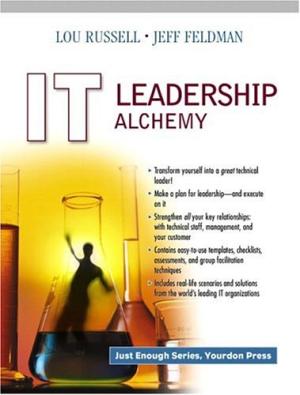 LOU RUSSELL • JEFF FELDMAN
IT LEADERSHIP
ALCHEMY
• Transform yourself into a great technical
leader!
• Make a plan for leadership—and execute
on it
• Strengthen all your key relationships:
with technical staff, management, and
your customer
• Contains easy-to-use templates, checklists,
assessments, and group facilitation
techniques
• Includes real-life scenarios and solutions
from the world's leading IT organizations
Just Enough Series, Yourdon Press